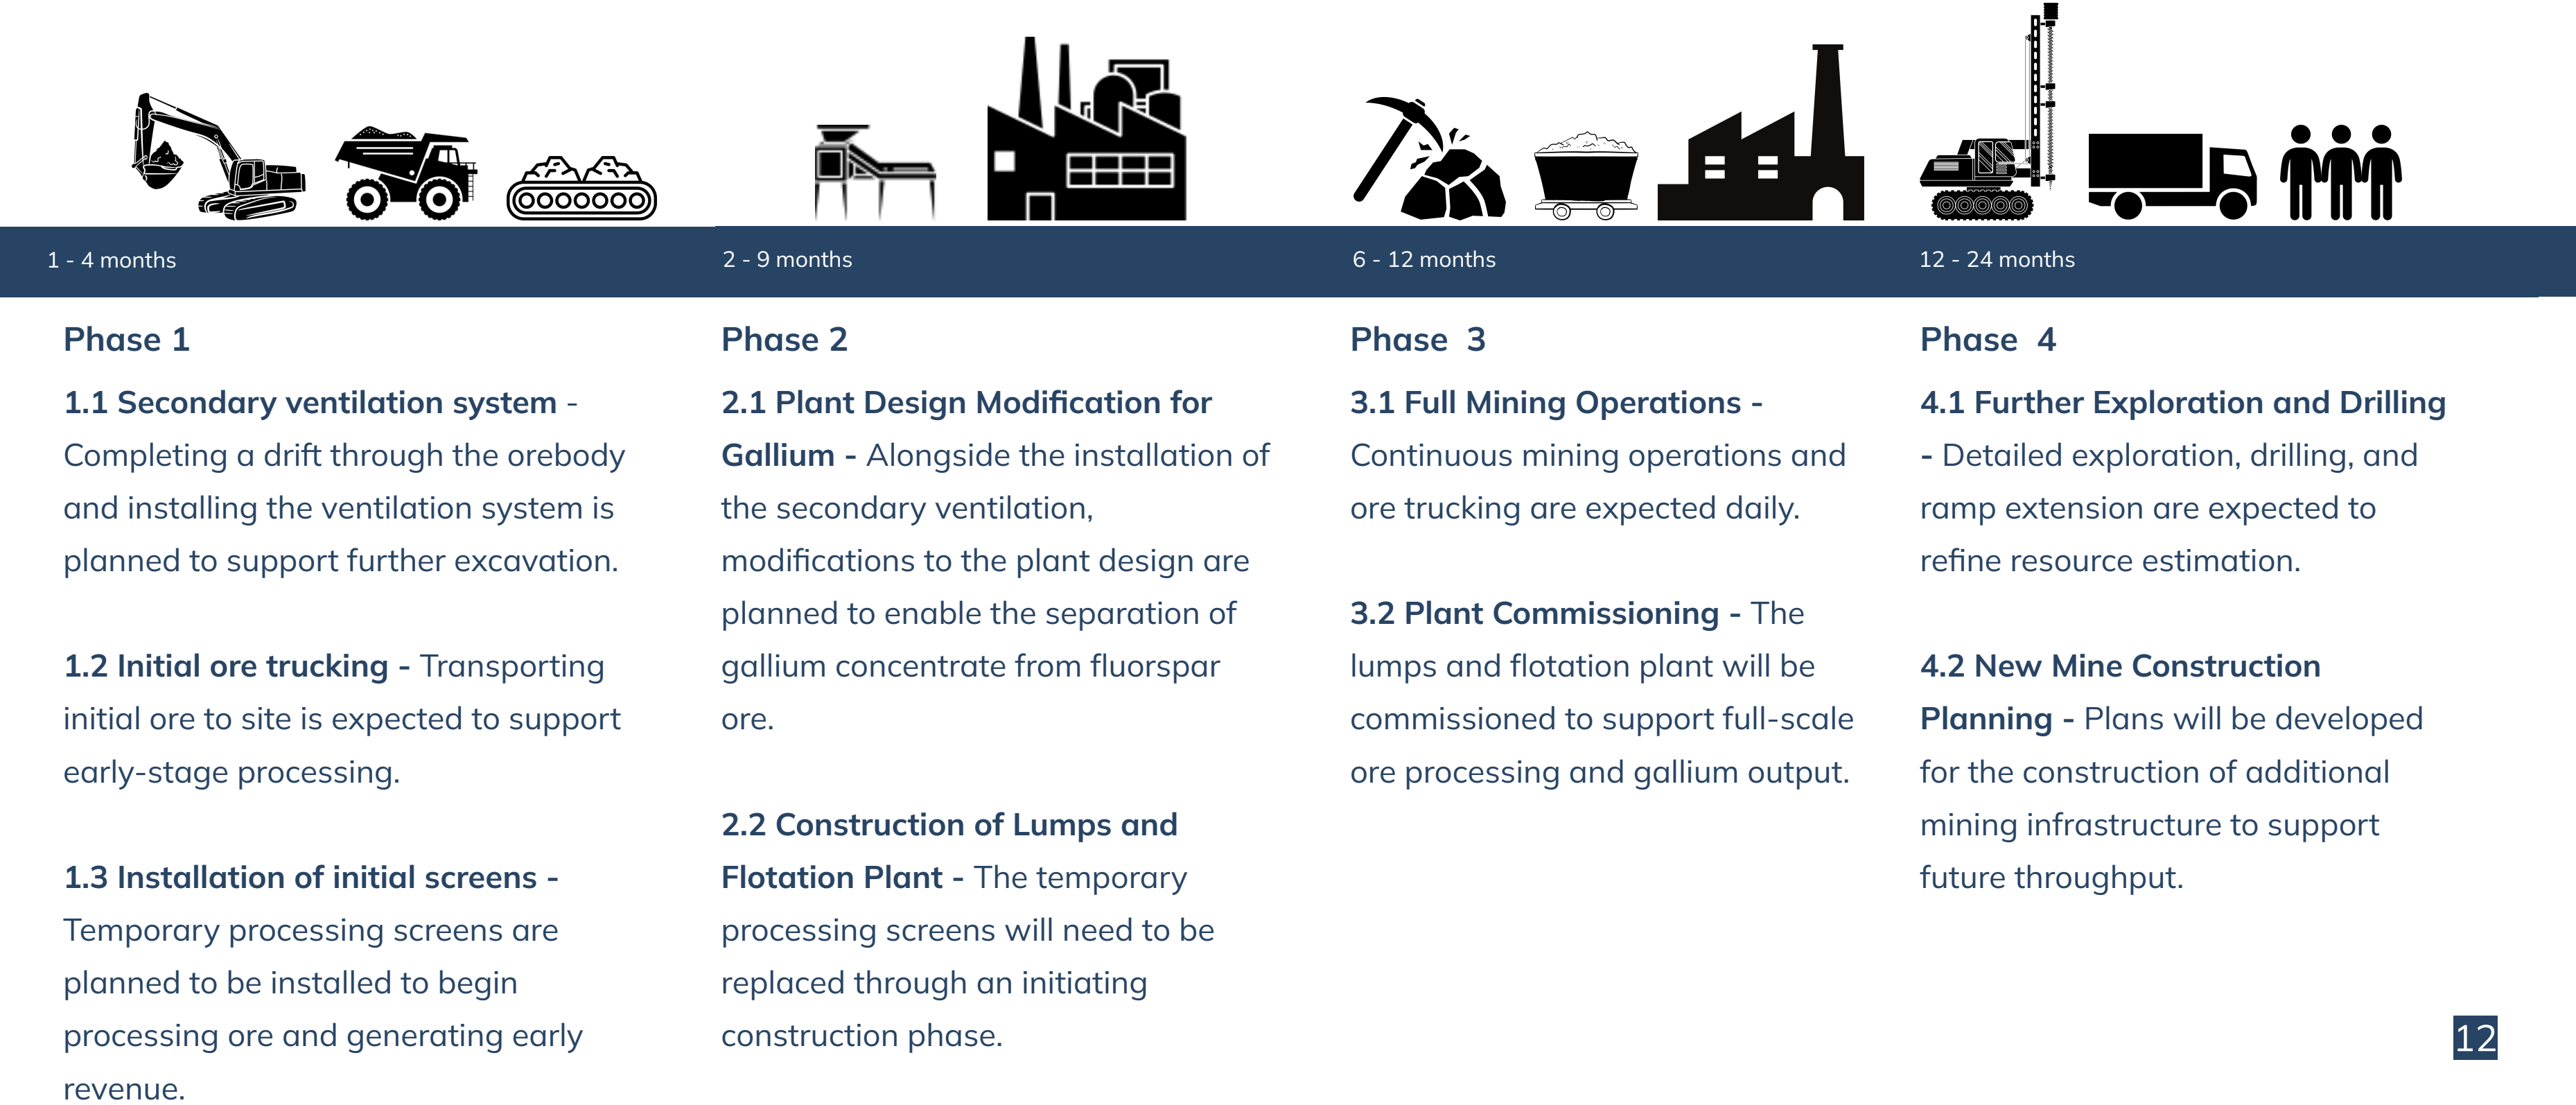 1 - 4 months
2 - 9 months
6 - 12 months
12 - 24 months
Phase 1
1.1 Secondary ventilation system -
Completing a drift through the orebody
and installing the ventilation system is
planned to support further excavation.
1.2 Initial ore trucking - Transporting
initial ore to site is expected to support
early-stage processing.
1.3 Installation of initial screens -
Temporary processing screens are
planned to be installed to begin
processing ore and generating early
revenue.
Phase 2
2.1 Plant Design Modification for
Gallium - Alongside the installation of
the secondary ventilation,
modifications to the plant design are
planned to enable the separation of
gallium concentrate from fluorspar
ore.
2.2 Construction of Lumps and
Flotation Plant - The temporary
processing screens will need to be
replaced through an initiating
construction phase.
Phase 3
3.1 Full Mining Operations -
Continuous mining operations and
ore trucking are expected daily.
3.2 Plant Commissioning - The
lumps and flotation plant will be
commissioned to support full-scale
ore processing and gallium output.
Phase 4
4.1 Further Exploration and Drilling
- Detailed exploration, drilling, and
ramp extension are expected to
refine resource estimation.
4.2 New Mine Construction
Planning - Plans will be developed
for the construction of additional
mining infrastructure to support
future throughput.
12